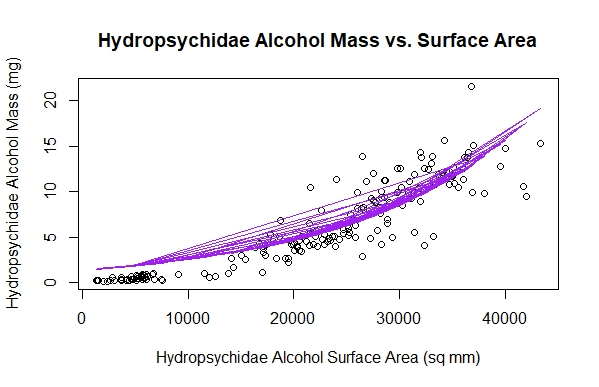 Hydropsychidae Alcohol Mass vs. Surface Area
Hydropsychidae Alcohol Mass (mg)
20
15
10
5
0
0 10000 20000 30000 40000
Hydropsychidae Alcohol Surface Area (sq mm)